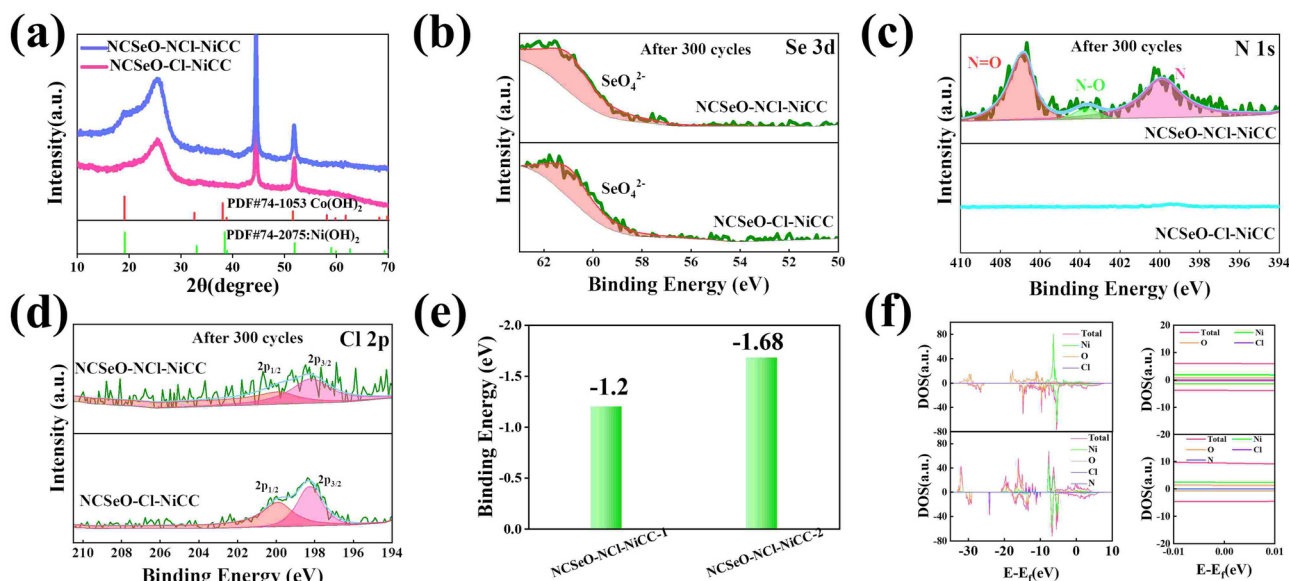 (a)
NCSeO-NCl-NiCC
NCSeO-Cl-NiCC
PDF#74-1053 Co(OH)2
PDF#74-2075:Ni(OH)2
Intensity (a.u.)
10 20 30 40 50 60 70
2θ(degree)
(b)
After 300 cycles
Se 3d
SeO₄²⁻
NCSeO-NCl-NiCC
SeO₄²⁻
NCSeO-Cl-NiCC
Intensity (a.u.)
62 60 58 56 54 52 50
Binding Energy (eV)
(c)
After 300 cycles
N 1s
N=O
N-O
N
NCSeO-NCl-NiCC
NCSeO-Cl-NiCC
Intensity (a.u.)
410 408 406 404 402 400 398 396 394
Binding Energy (eV)
(d)
After 300 cycles
Cl 2p
NCSeO-NCl-NiCC
2p1/2
2p3/2
NCSeO-Cl-NiCC
2p1/2
2p3/2
Intensity (a.u.)
210 208 206 204 202 200 198 196 194
Binding Energy (eV)
(e)
-2.0
-1.5
-1.0
-0.5
0.0
Binding Energy (eV)
-1.2
-1.68
NCSeO-NCl-NiCC-1
NCSeO-NCl-NiCC-2
(f)
80
40
0
-40
-80
DOS(a.u.)
Total
Ni
O
Cl
80
40
0
-40
-80
DOS(a.u.)
Total
Ni
O
Cl
N
-30 -20 -10 0 10
E-Ef(eV)
20
10
0
-10
-20
DOS(a.u.)
Total Ni
O Cl
20
10
0
-10
-20
DOS(a.u.)
Total Ni
O Cl
N
-0.01 0.00 0.01
E-Ef(eV)